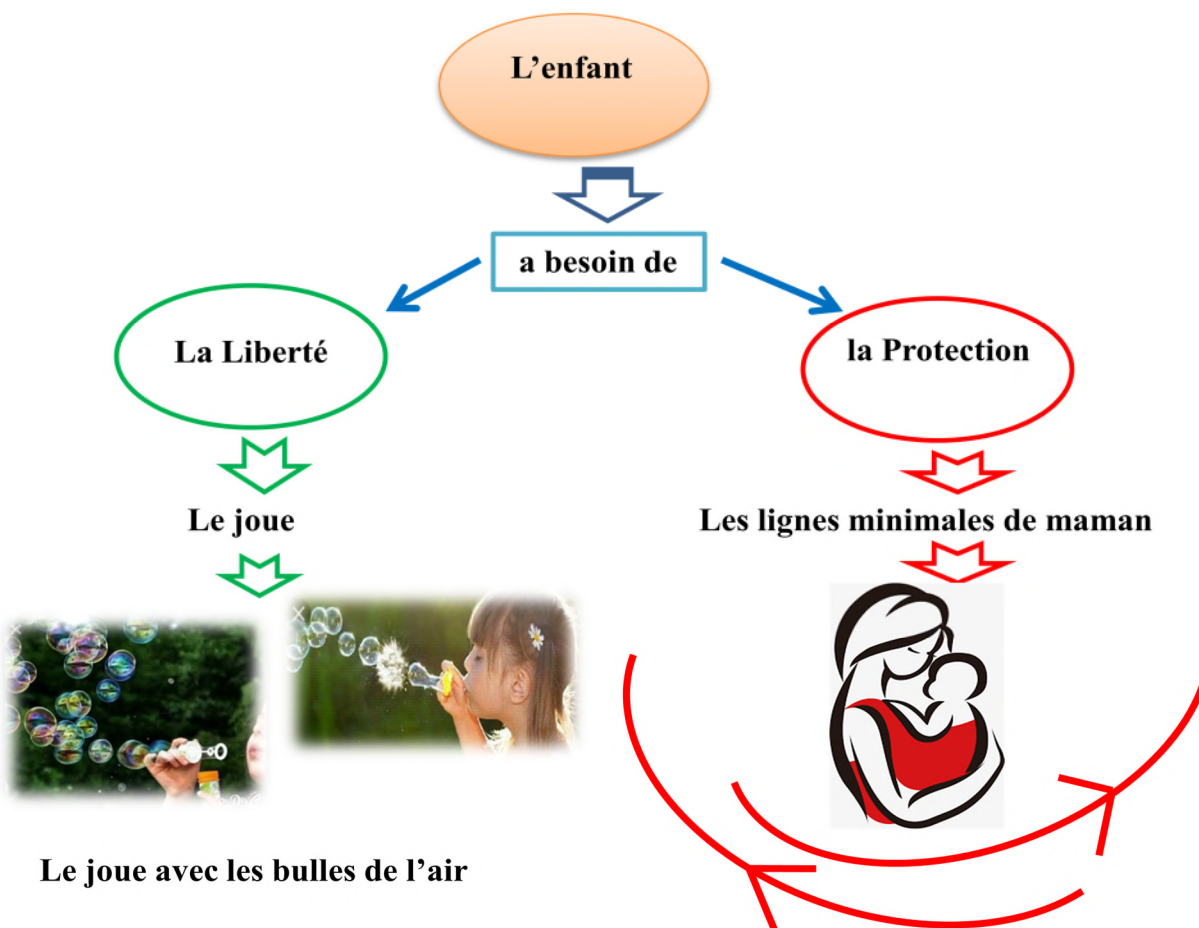 L'enfant
a besoin de
La Liberté
la Protection
Le joue
Les lignes minimales de maman
Le joue avec les bulles de l'air